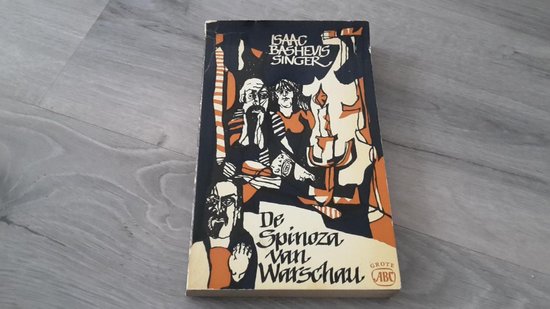 ISAAC
BASHEVIS
SINGER
De
Spinoza
van
Warschau
GROTE
ABC